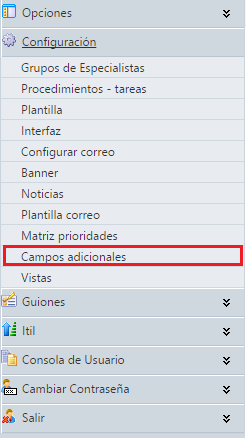 Opciones
Configuración
Grupos de Especialistas
Procedimientos - tareas
Plantilla
Interfaz
Configurar correo
Banner
Noticias
Plantilla correo
Matriz prioridades
Campos adicionales
Vistas
Guiones
Itil
Consola de Usuario
Cambiar Contraseña
Salir